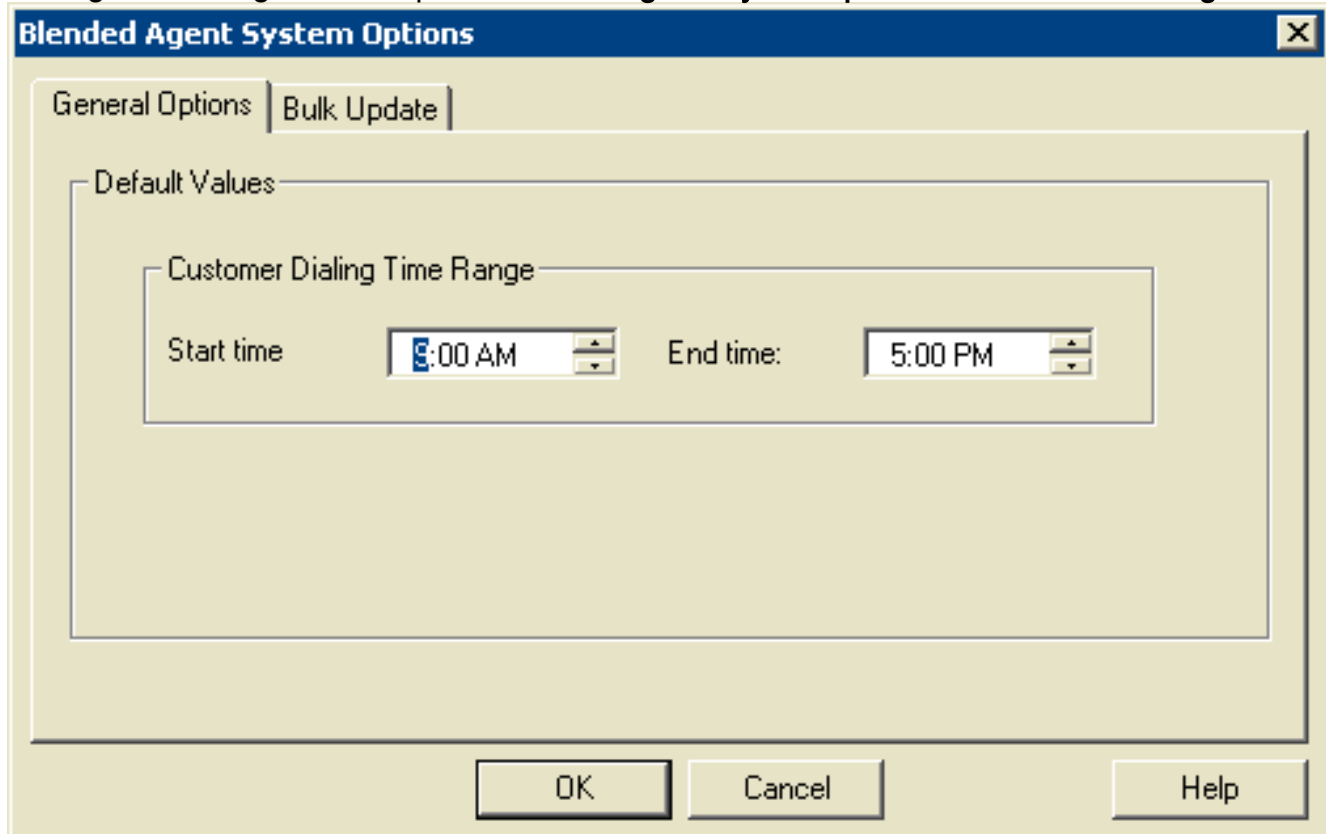 Blended Agent System Options
General Options Bulk Update
Default Values
Customer Dialing Time Range
Start time 9:00 AM End time: 5:00 PM
OK Cancel Help